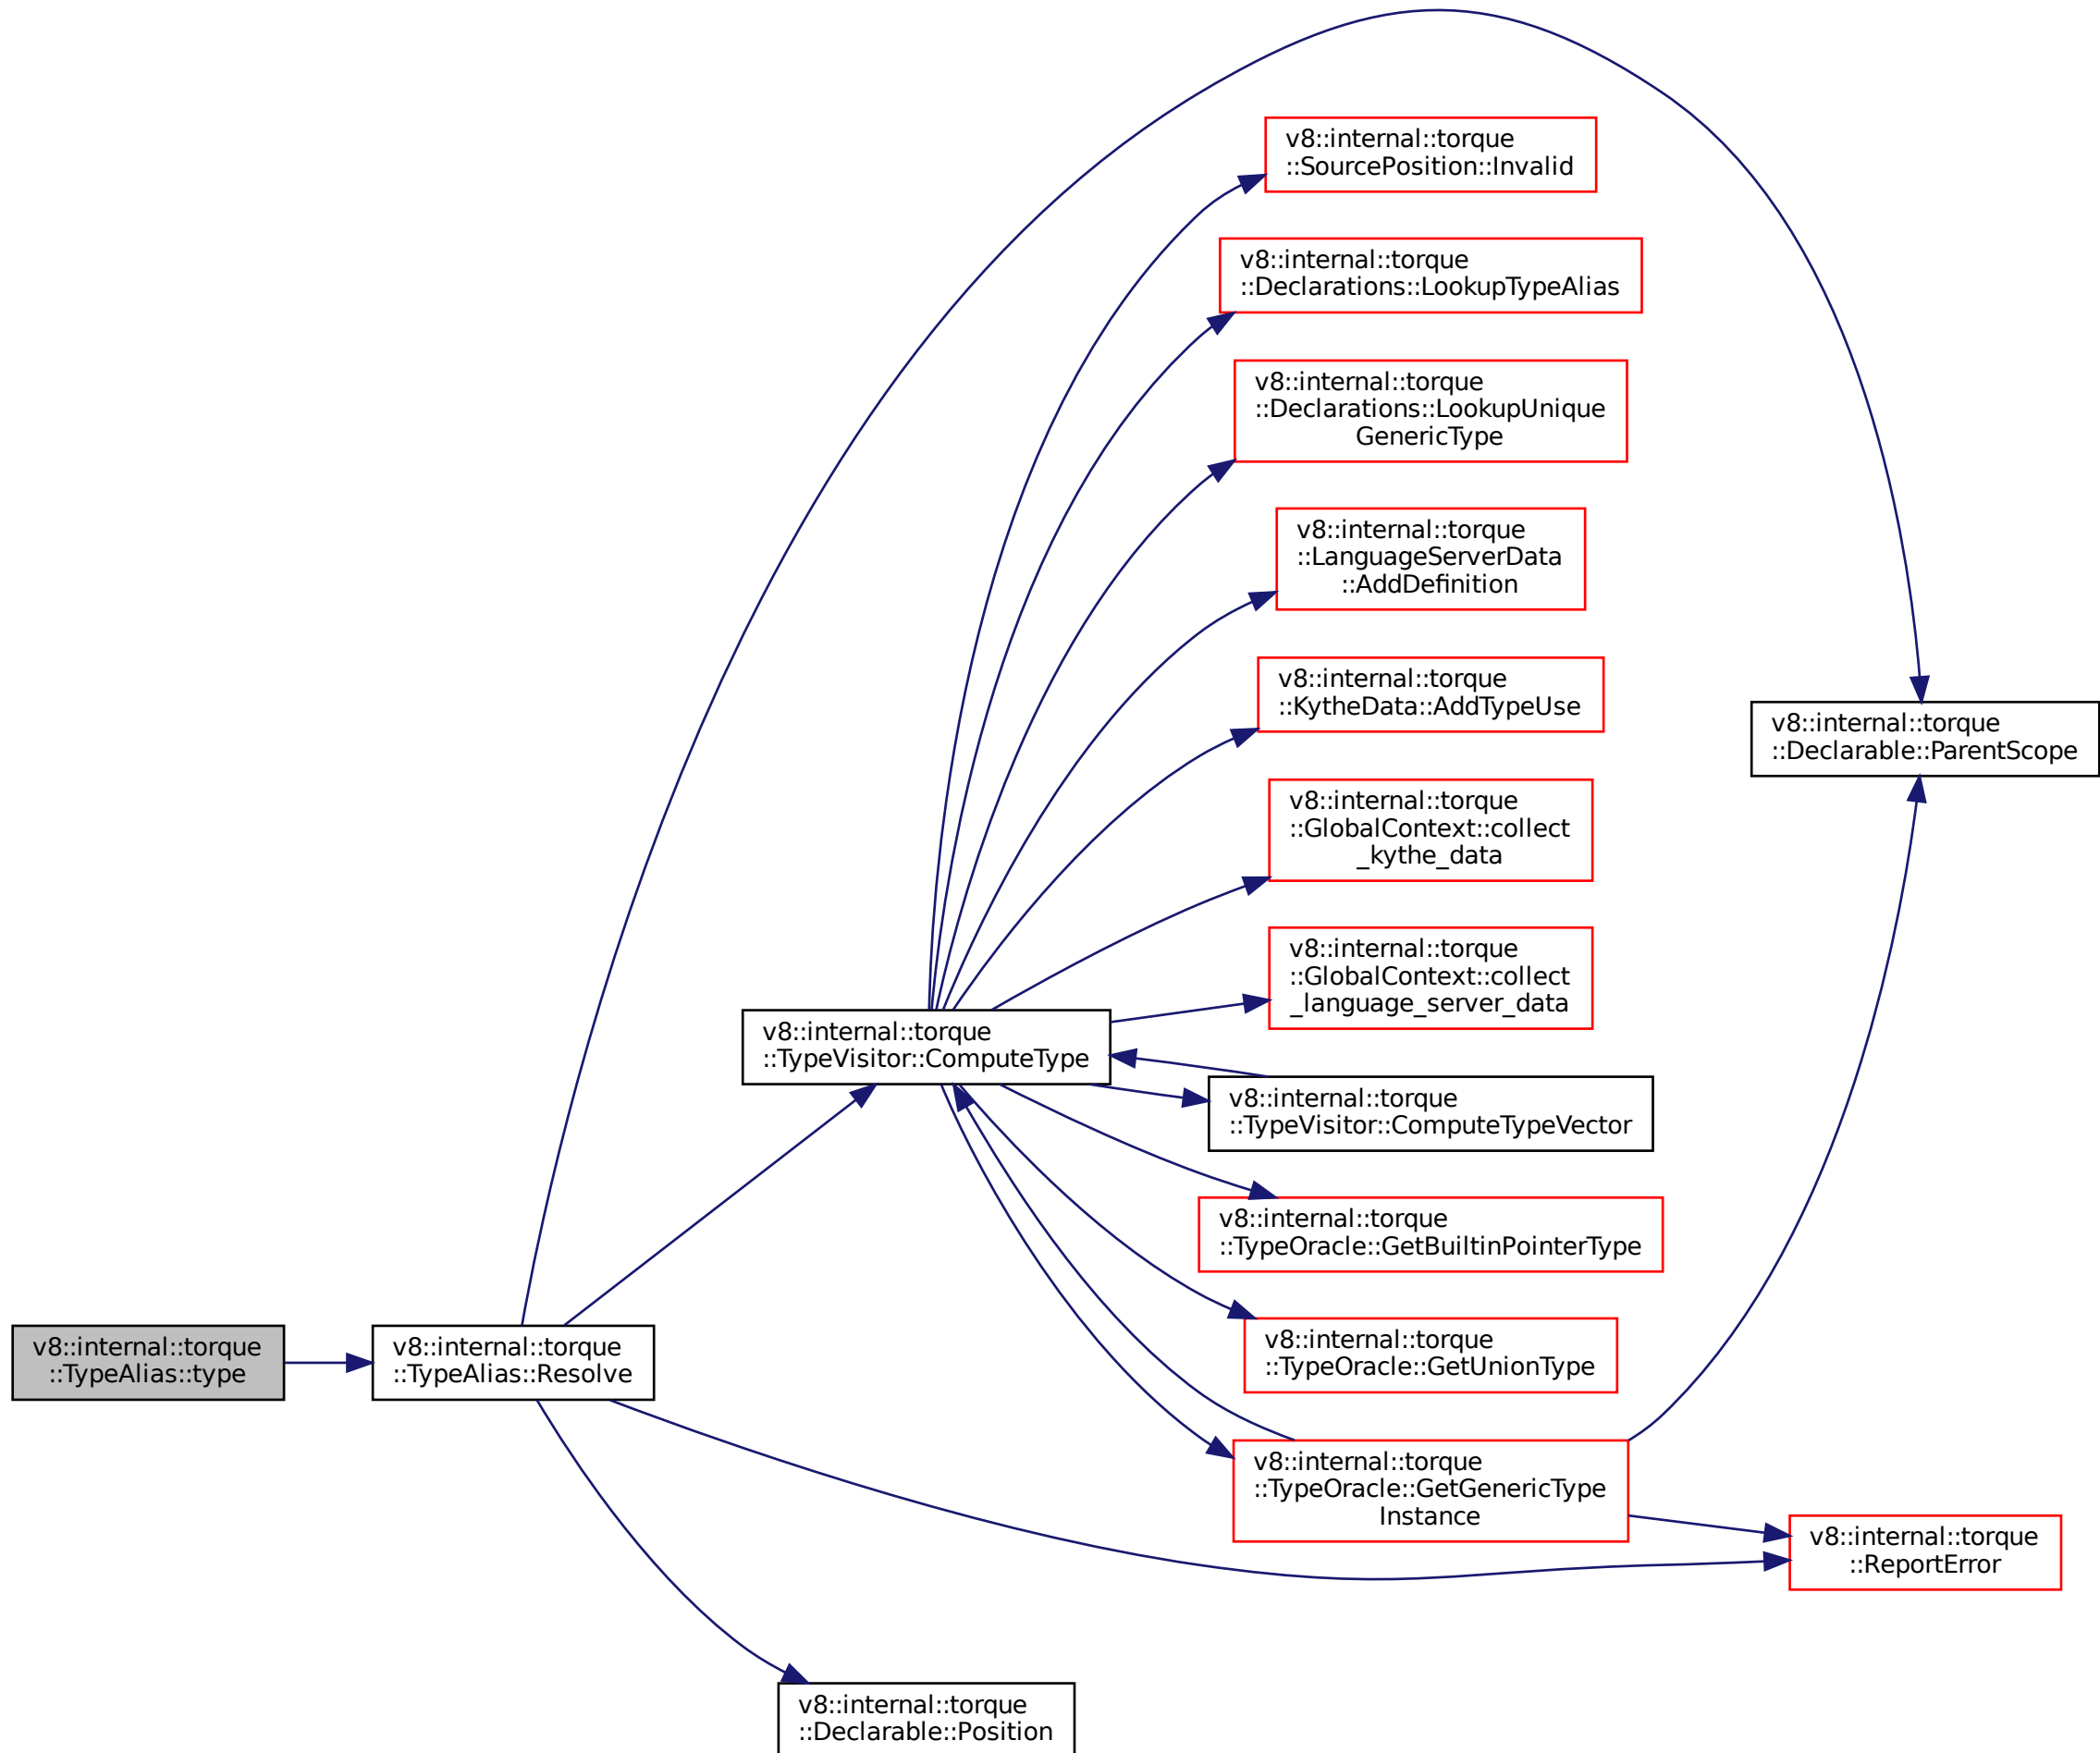 v8::internal::torque
::SourcePosition::Invalid
v8::internal::torque
::Declarations::LookupTypeAlias
v8::internal::torque
::Declarations::LookupUnique
GenericType
v8::internal::torque
::LanguageServerData
::AddDefinition
v8::internal::torque
::KytheData::AddTypeUse
v8::internal::torque
::Declarable::ParentScope
v8::internal::torque
::GlobalContext::collect
_kythe_data
v8::internal::torque
::GlobalContext::collect
_language_server_data
v8::internal::torque
::TypeVisitor::ComputeType
v8::internal::torque
::TypeVisitor::ComputeTypeVector
v8::internal::torque
::TypeOracle::GetBuiltinPointerType
v8::internal::torque
::TypeAlias::type
v8::internal::torque
::TypeAlias::Resolve
v8::internal::torque
::TypeOracle::GetUnionType
v8::internal::torque
::TypeOracle::GetGenericType
Instance
v8::internal::torque
::ReportError
v8::internal::torque
::Declarable::Position